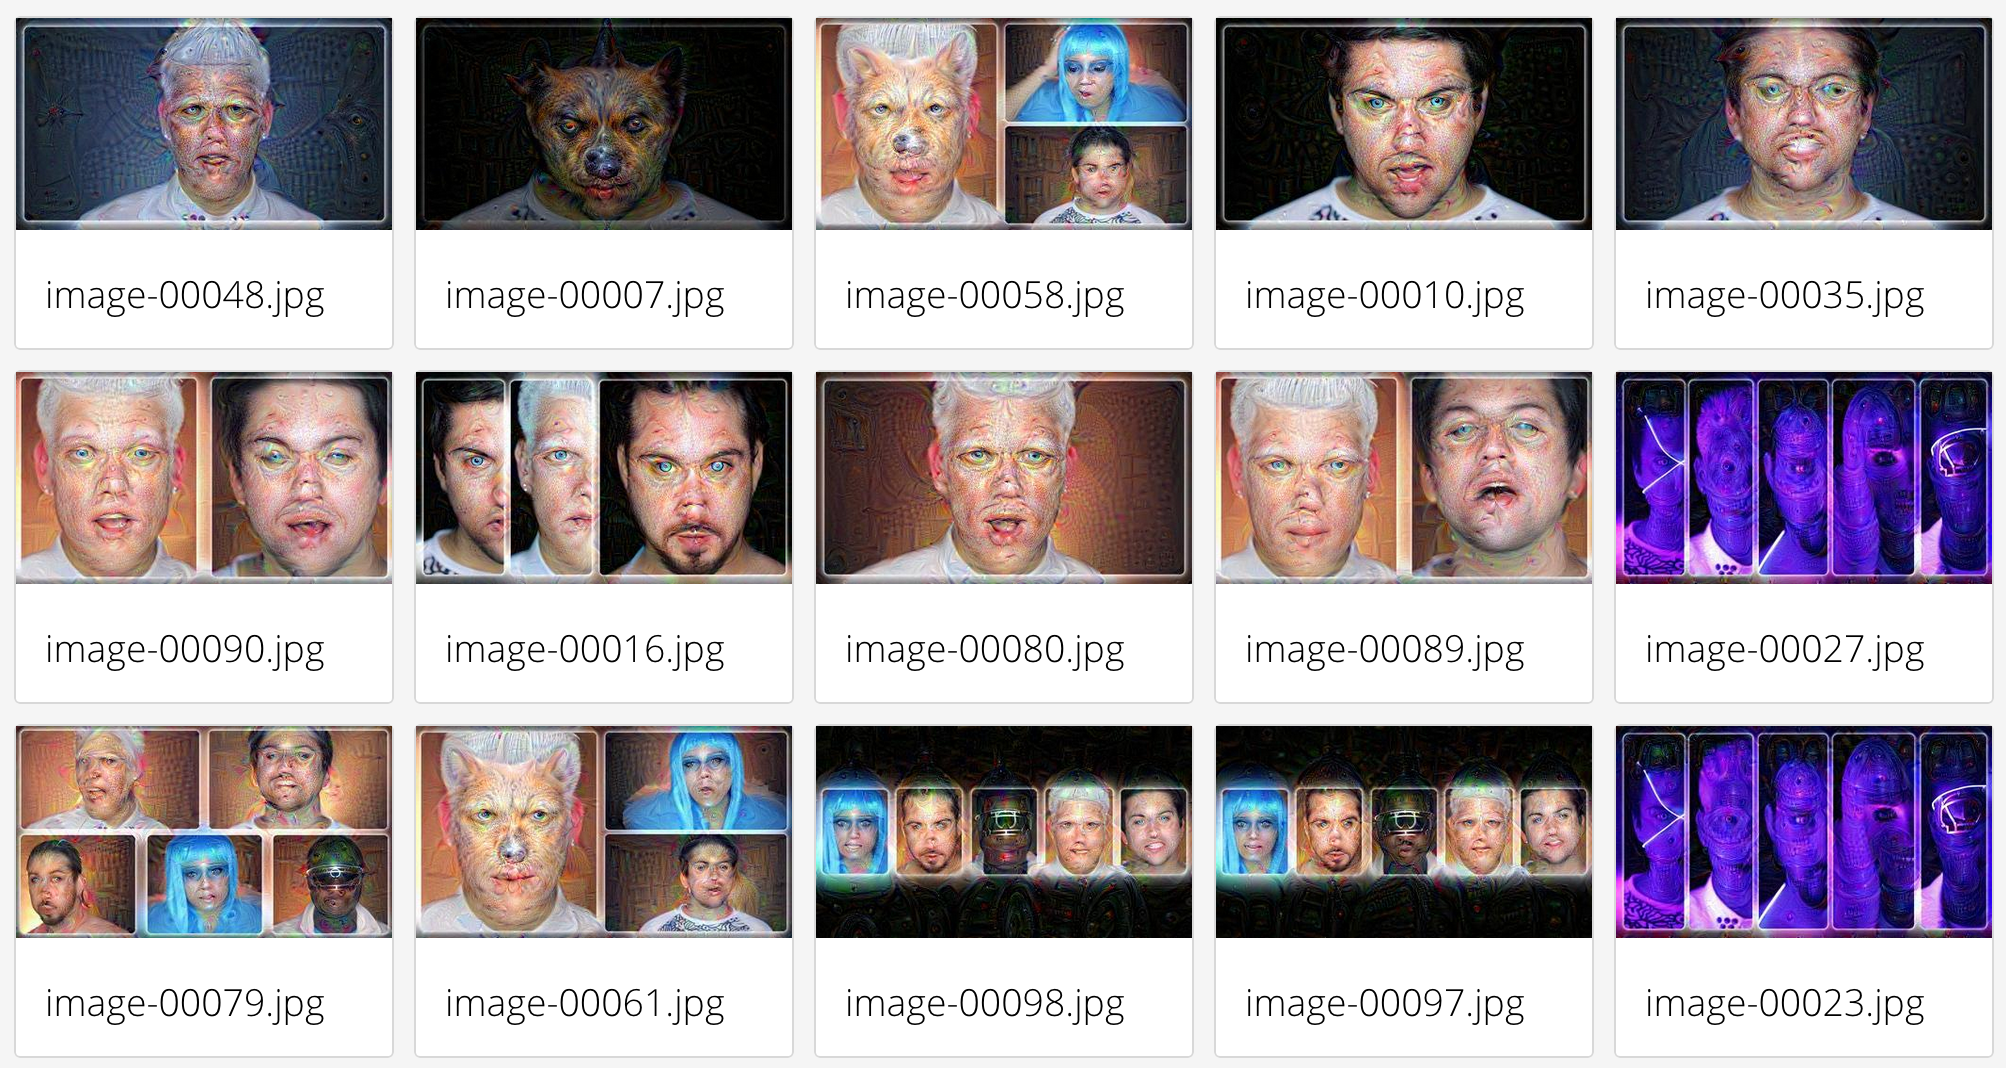 image-00048.jpg
image-00007.jpg
image-00058.jpg
image-00010.jpg
image-00035.jpg
image-00090.jpg
image-00016.jpg
image-00080.jpg
image-00089.jpg
image-00027.jpg
image-00079.jpg
image-00061.jpg
image-00098.jpg
image-00097.jpg
image-00023.jpg